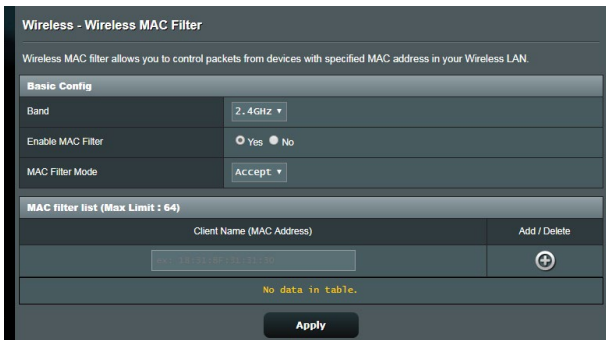 Wireless - Wireless MAC Filter
Wireless MAC filter allows you to control packets from devices with specified MAC address in your Wireless LAN.
Basic Config
Band 2.4GHz
Enable MAC Filter Yes No
MAC Filter Mode Accept
MAC filter list (Max Limit : 64)
Client Name (MAC Address) Add / Delete
No data in table.
Apply